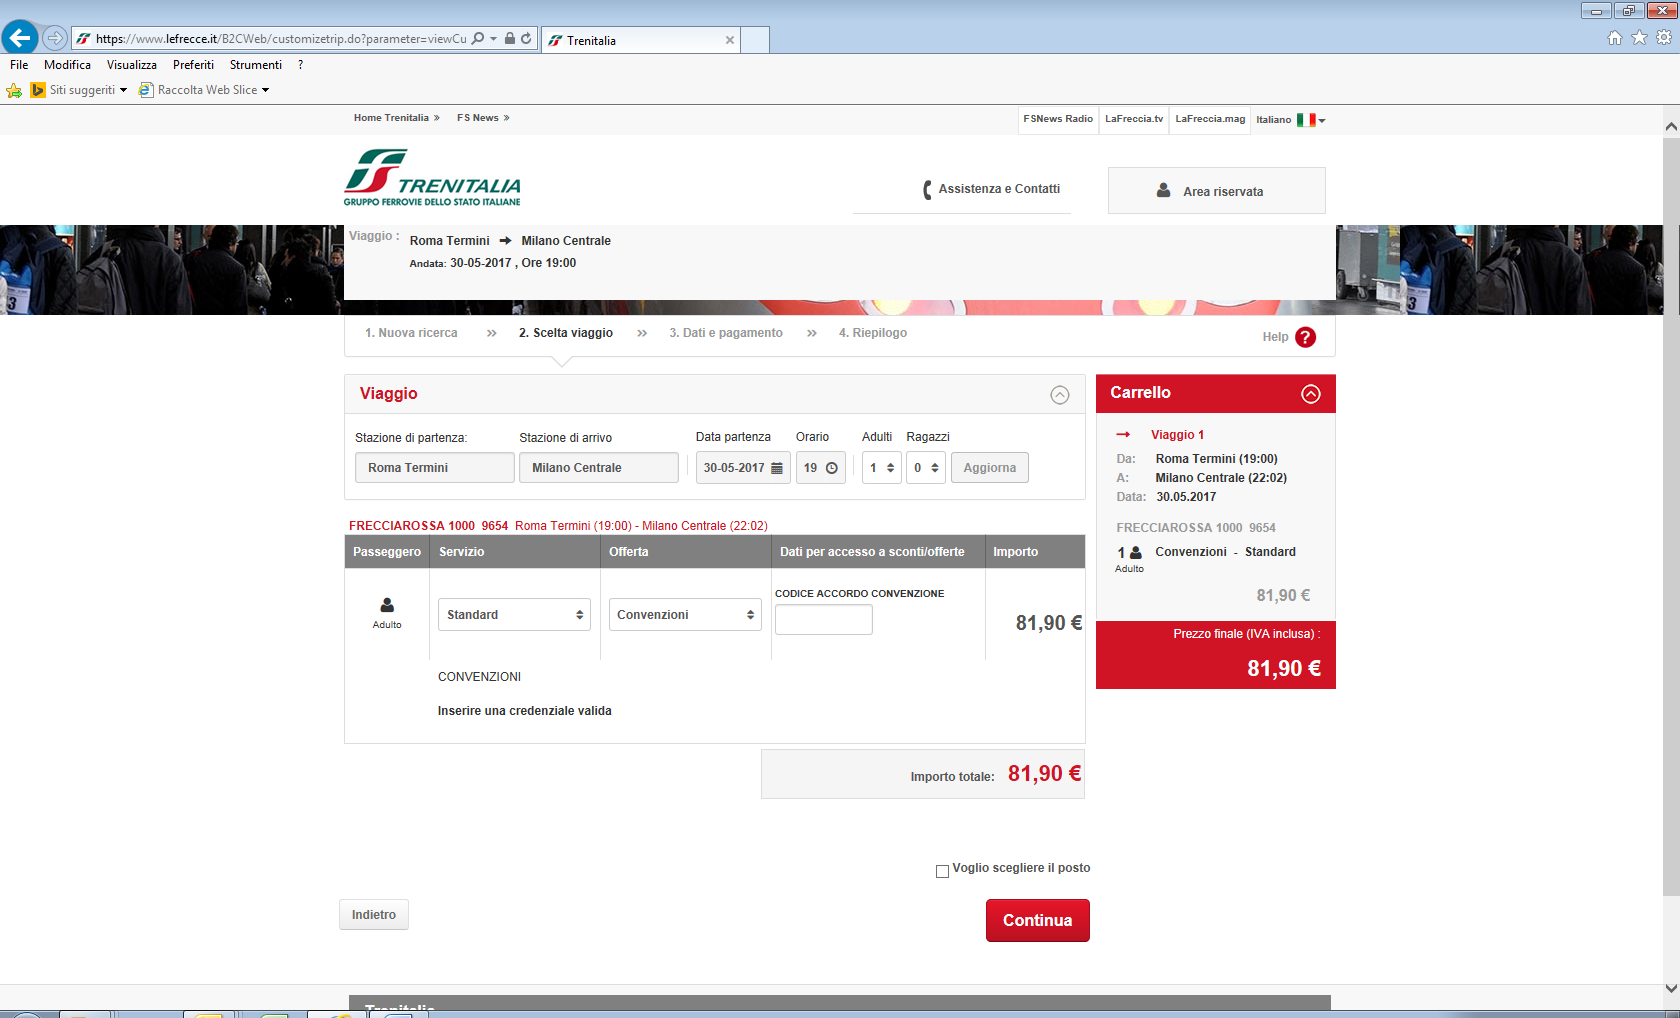 https://www.lefrecce.it/B2CWeb/customizetrip.do?parameter=viewCu
Trenitalia
File Modifica Visualizza Preferiti Strumenti ?
Siti suggeriti Raccolta Web Slice
Home Trenitalia » FS News »
FSNews Radio LaFreccia.tv LaFreccia.mag Italiano
TRENITALIA
GRUPPO FERROVIE DELLO STATO ITALIANE
Assistenza e Contatti
Area riservata
Viaggio : Roma Termini → Milano Centrale
Andata: 30-05-2017 , Ore 19:00
1. Nuova ricerca » 2. Scelta viaggio » 3. Dati e pagamento » 4. Riepilogo
Help ?
Viaggio
Stazione di partenza: Stazione di arrivo Data partenza Orario Adulti Ragazzi
Roma Termini Milano Centrale 30-05-2017 19 1 0 Aggiorna
FRECCIAROSSA 1000 9654 Roma Termini (19:00) - Milano Centrale (22:02)
Passeggero Servizio Offerta Dati per accesso a sconti/offerte Importo
CODICE ACCORDO CONVENZIONE
Adulto Standard Convenzioni 81,90 €
CONVENZIONI
Inserire una credenziale valida
Importo totale: 81,90 €
Voglio scegliere il posto
Indietro
Continua
Carrello
→ Viaggio 1
Da: Roma Termini (19:00)
A: Milano Centrale (22:02)
Data: 30.05.2017
FRECCIAROSSA 1000 9654
1 Convenzioni - Standard
Adulto
81,90 €
Prezzo finale (IVA inclusa) :
81,90 €
Trenitalia